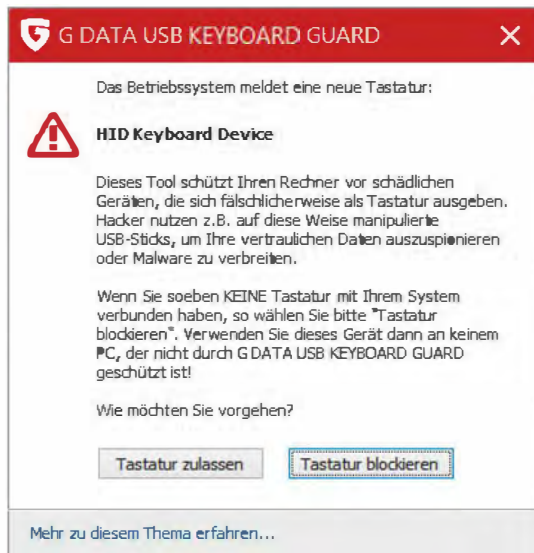 G DATA USB KEYBOARD GUARD
Das Betriebssystem meldet eine neue Tastatur:
HID Keyboard Device
Dieses Tool schützt Ihren Rechner vor schädlichen
Geräten, die sich fälschlicherweise als Tastatur ausgeben.
Hacker nutzen z.B. auf diese Weise manipulierte
USB-Sticks, um Ihre vertraulichen Daten auszuspionieren
oder Malware zu verbreiten.
Wenn Sie soeben KEINE Tastatur mit Ihrem System
verbunden haben, so wählen Sie bitte "Tastatur
blockieren". Verwenden Sie dieses Gerät dann an keinem
PC, der nicht durch G DATA USB KEYBOARD GUARD
geschützt ist!
Wie möchten Sie vorgehen?
Tastatur zulassen
Tastatur blockieren
Mehr zu diesem Thema erfahren...